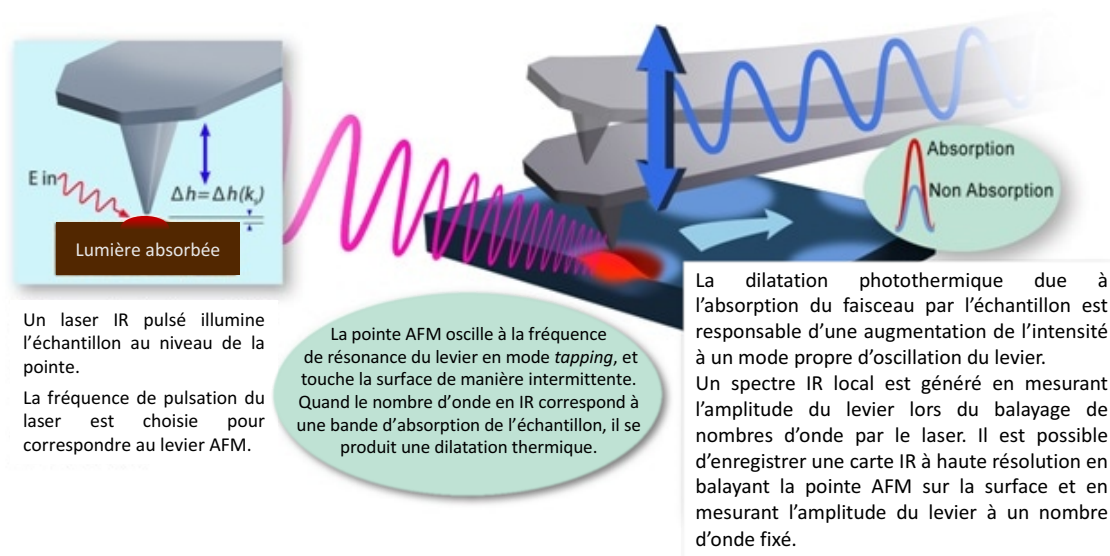 E in
Δh=Δh(kₛ)
Lumière absorbée
Absorption
Non Absorption
Un laser IR pulsé illumine
l’échantillon au niveau de la
pointe.
La fréquence de pulsation du
laser est choisie pour
correspondre au levier AFM.
La pointe AFM oscille à la fréquence
de résonance du levier en mode tapping, et
touche la surface de manière intermittente.
Quand le nombre d’onde en IR correspond à
une bande d’absorption de l’échantillon, il se
produit une dilatation thermique.
La dilatation photothermique due à
l’absorption du faisceau par l’échantillon est
responsable d’une augmentation de l’intensité
à un mode propre d’oscillation du levier.
Un spectre IR local est généré en mesurant
l’amplitude du levier lors du balayage de
nombres d’onde par le laser. Il est possible
d’enregistrer une carte IR à haute résolution en
balayant la pointe AFM sur la surface et en
mesurant l’amplitude du levier à un nombre
d’onde fixé.